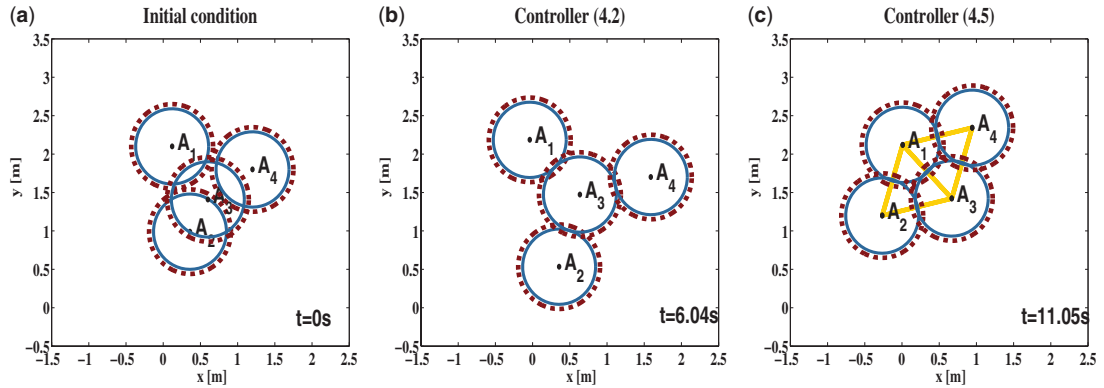 (a) Initial condition
3.5
3
2.5
2
1.5
1
0.5
0
−0.5
y [m]
A1
A2
A3
A4
t=0s
−1.5 −1 −0.5 0 0.5 1 1.5 2 2.5
x [m]
(b) Controller (4.2)
3.5
3
2.5
2
1.5
1
0.5
0
−0.5
y [m]
A1
A3
A4
A2
t=6.04s
−1.5 −1 −0.5 0 0.5 1 1.5 2 2.5
x [m]
(c) Controller (4.5)
3.5
3
2.5
2
1.5
1
0.5
0
−0.5
y [m]
A1
A4
A2
A3
t=11.05s
−1.5 −1 −0.5 0 0.5 1 1.5 2 2.5
x [m]